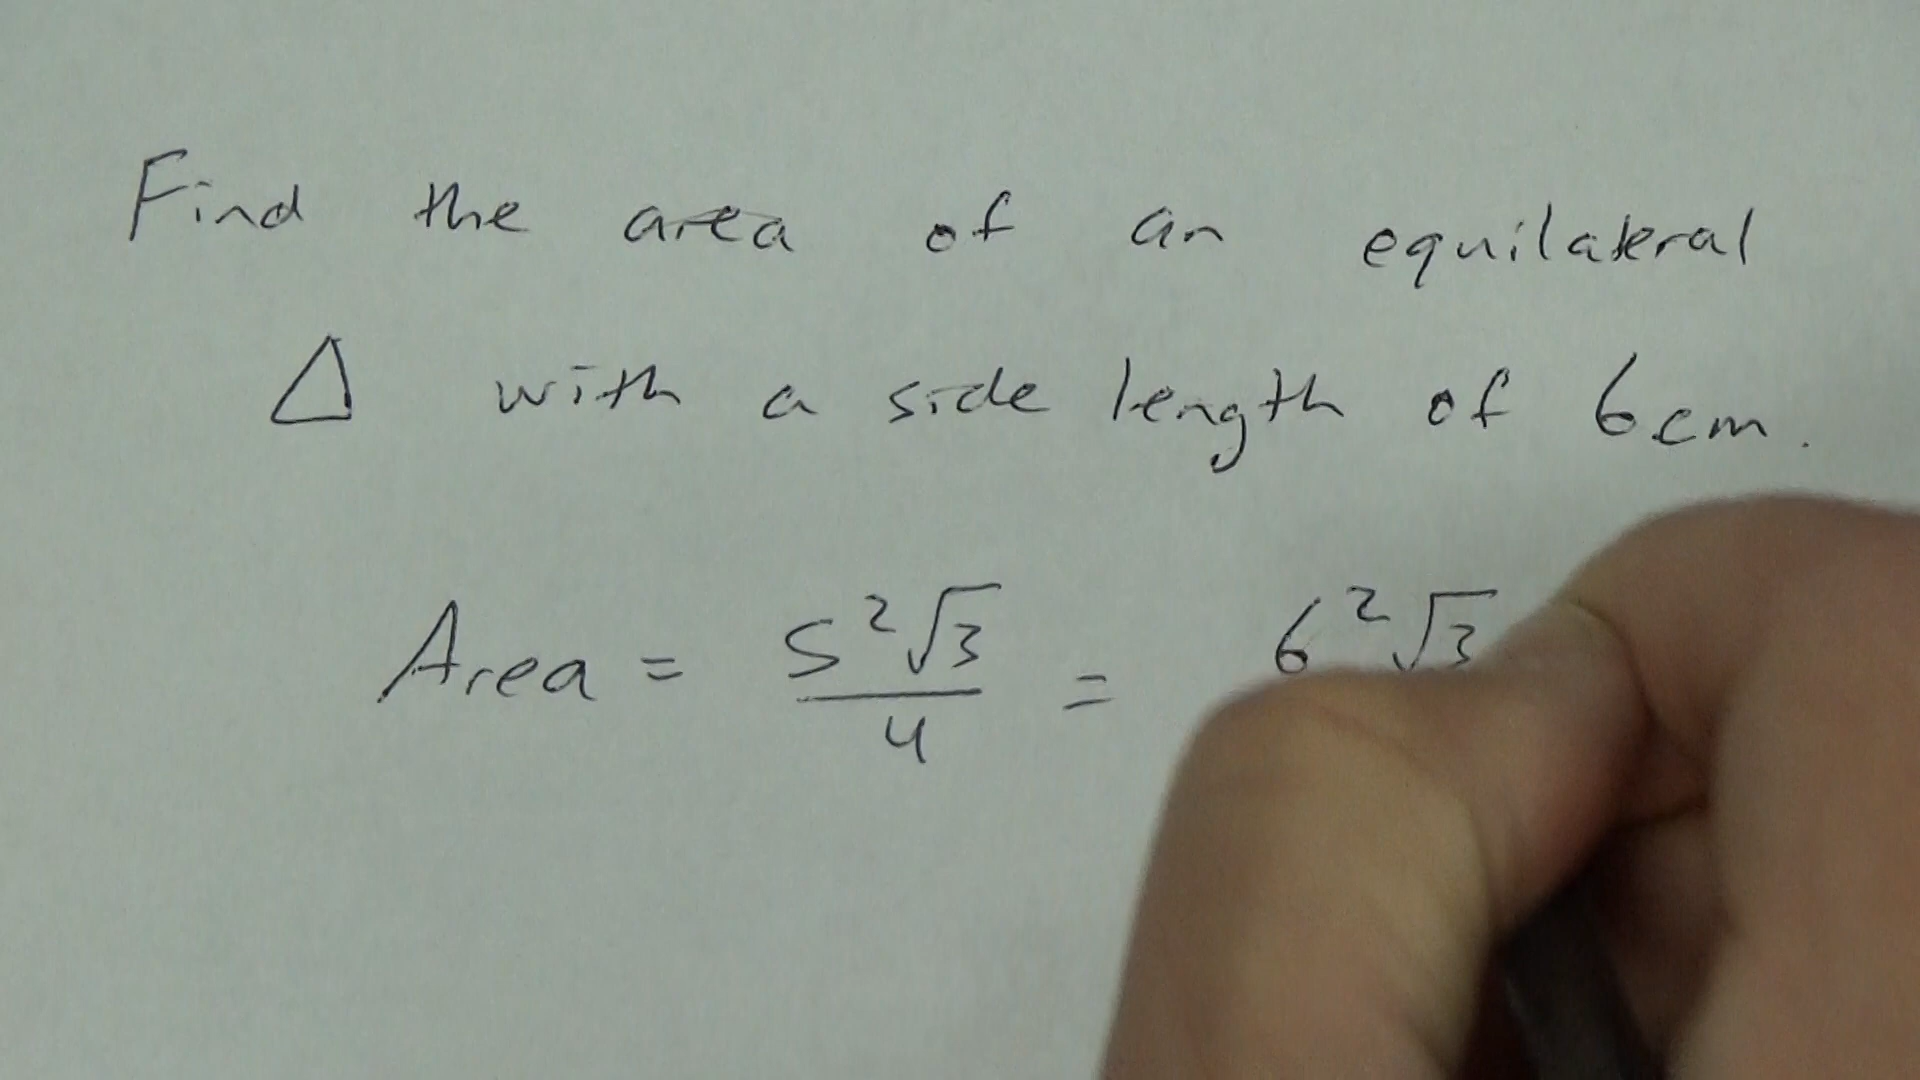 Find the area of an equilateral
△ with a side length of 6cm.
Area = s²√3/4 = 6²√3